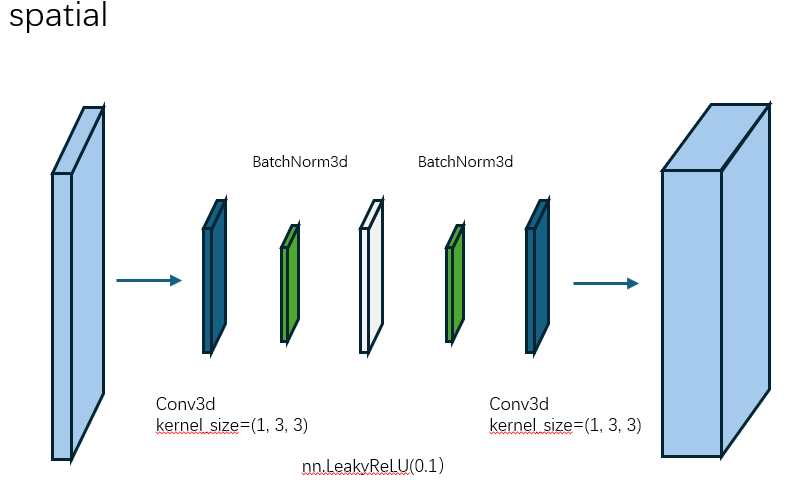 spatial
BatchNorm3d
BatchNorm3d
Conv3d
kernel_size=(1, 3, 3)
Conv3d
kernel_size=(1, 3, 3)
nn.LeakyReLU(0.1)